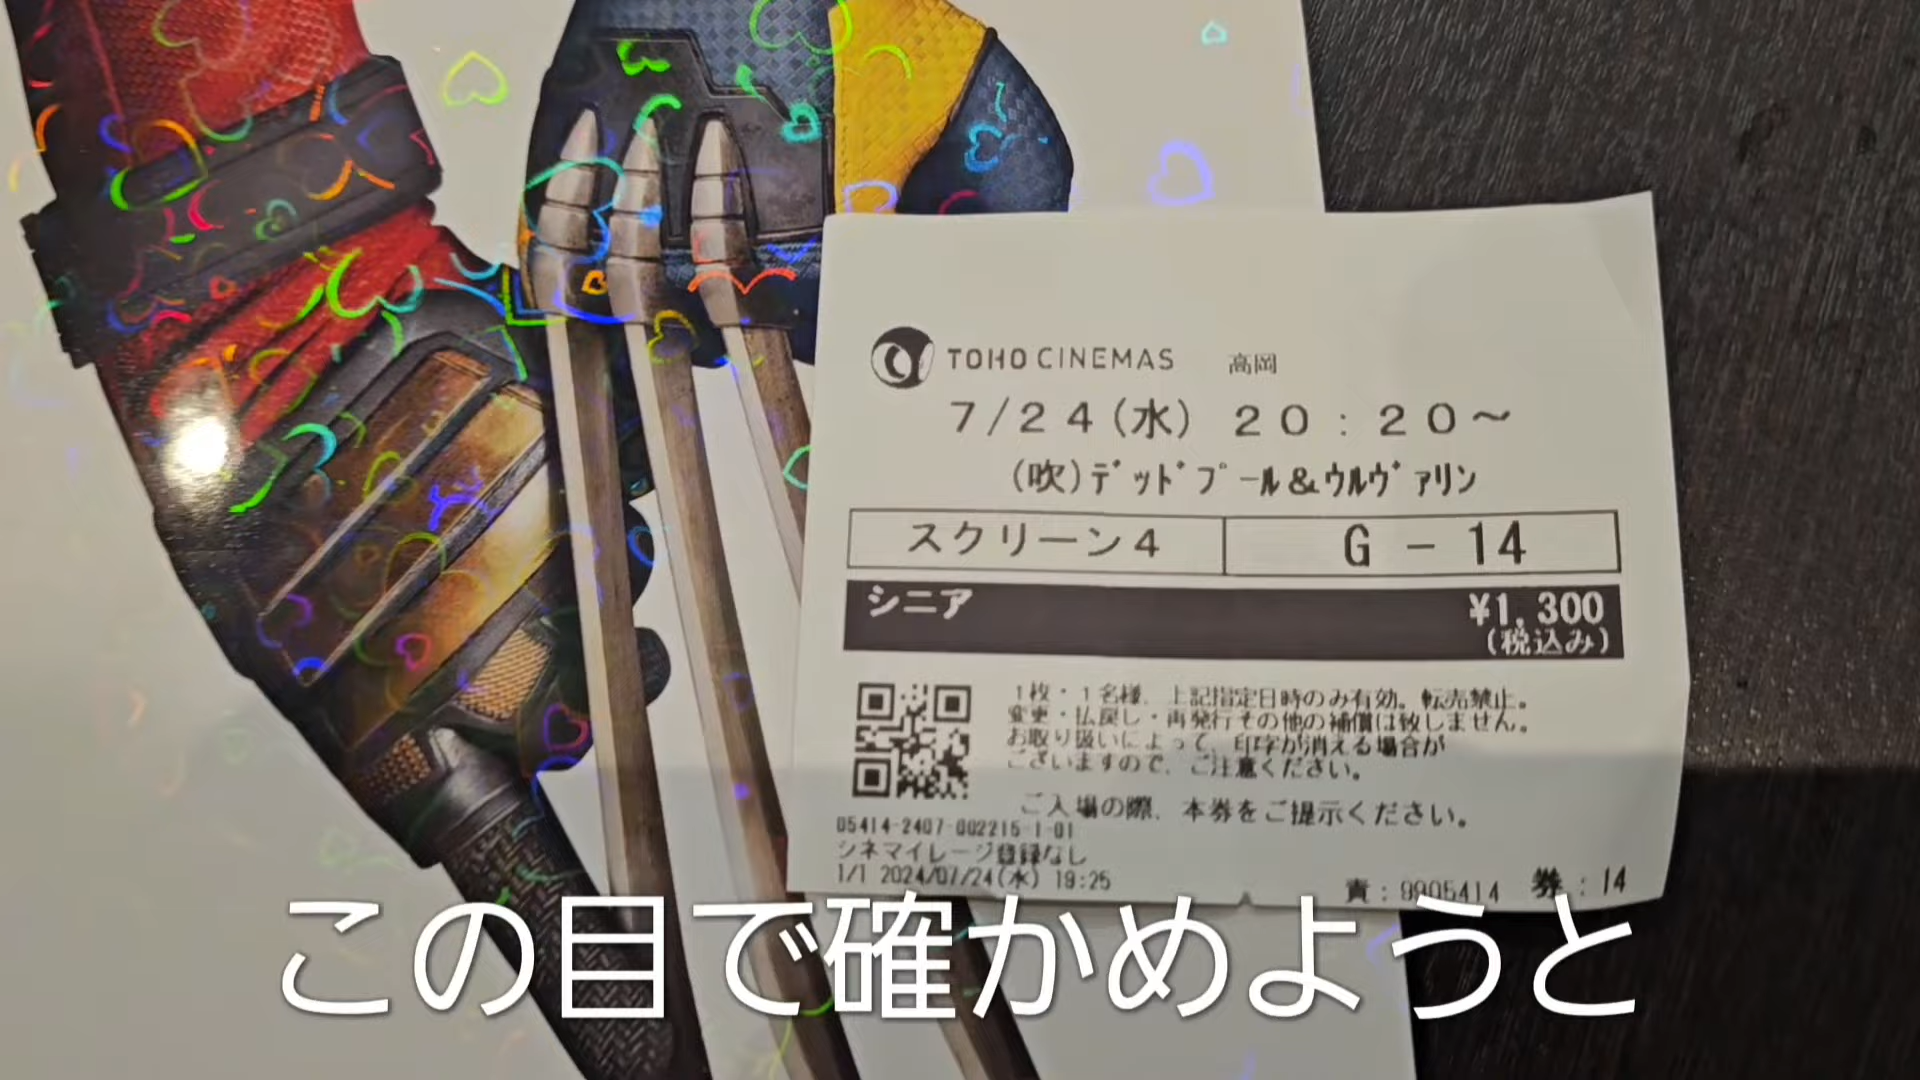 TOHO CINEMAS 高岡
7/24(水) 20:20～
(吹)ﾃﾞｯﾄﾞﾌﾟｰﾙ&ｳﾙｳﾞｧﾘﾝ
スクリーン4 G-14
シニア ¥1,300
(税込み)
1枚・1名様、上記指定日時のみ有効。転売禁止。
変更・払戻し・再発行その他の補償は致しません。
お取り扱いによって、印字が消える場合が
ございますので、ご注意ください。
ご入場の際、本券をご提示ください。
05414-2407-002215-1-01
シネマイレージ登録なし
1/1 2024/07/24(水) 19:25
責:9905414 券:14
この目で確かめようと